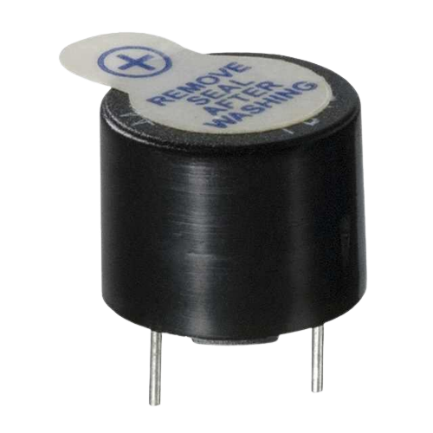 +
REMOVE
SEAL
AFTER
WASHING